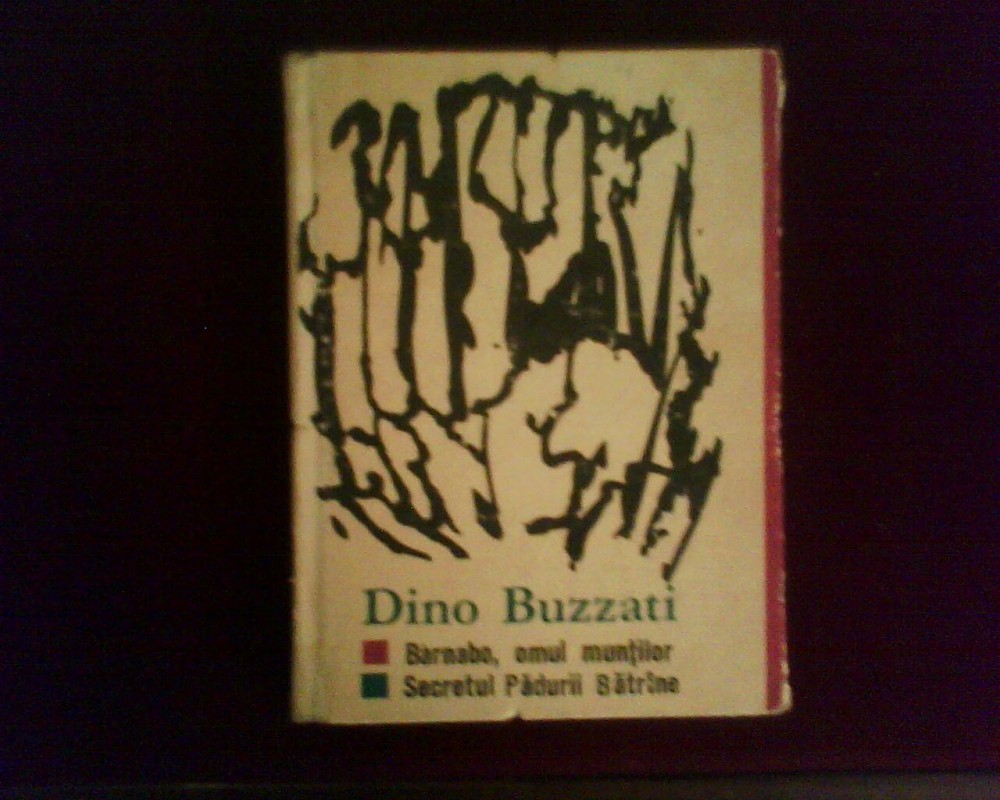 Dino Buzzati
Barnabo, omul munților
Secretul Pădurii Bătrîne